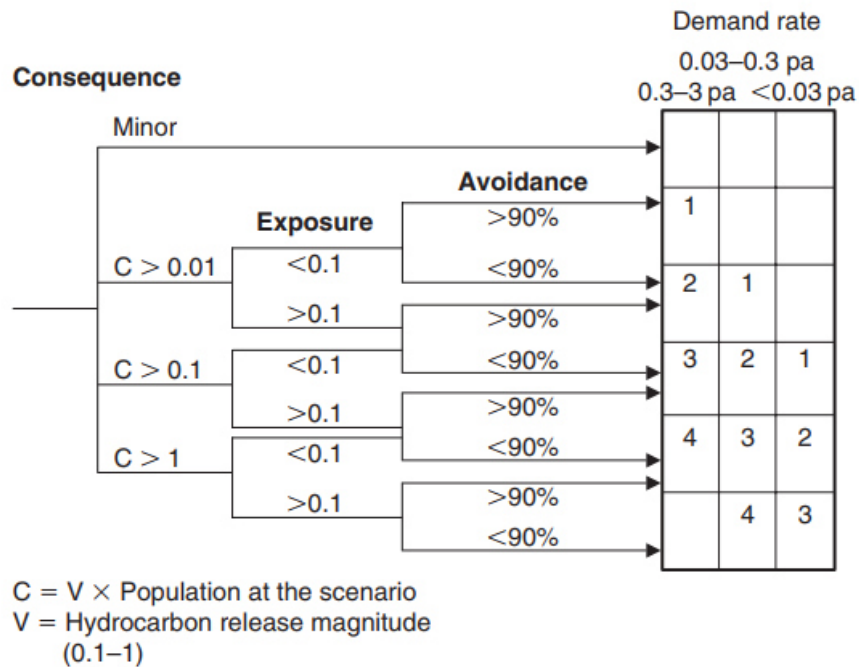 Demand rate
0.03–0.3 pa
0.3–3 pa <0.03 pa
Consequence
Minor
Avoidance
Exposure
>90%
1
C > 0.01
<0.1
<90%
2 1
>0.1
>90%
C > 0.1
<0.1
<90%
3 2 1
>0.1
>90%
C > 1
<0.1
<90%
4 3 2
>0.1
>90%
4 3
<90%
C = V × Population at the scenario
V = Hydrocarbon release magnitude
(0.1–1)